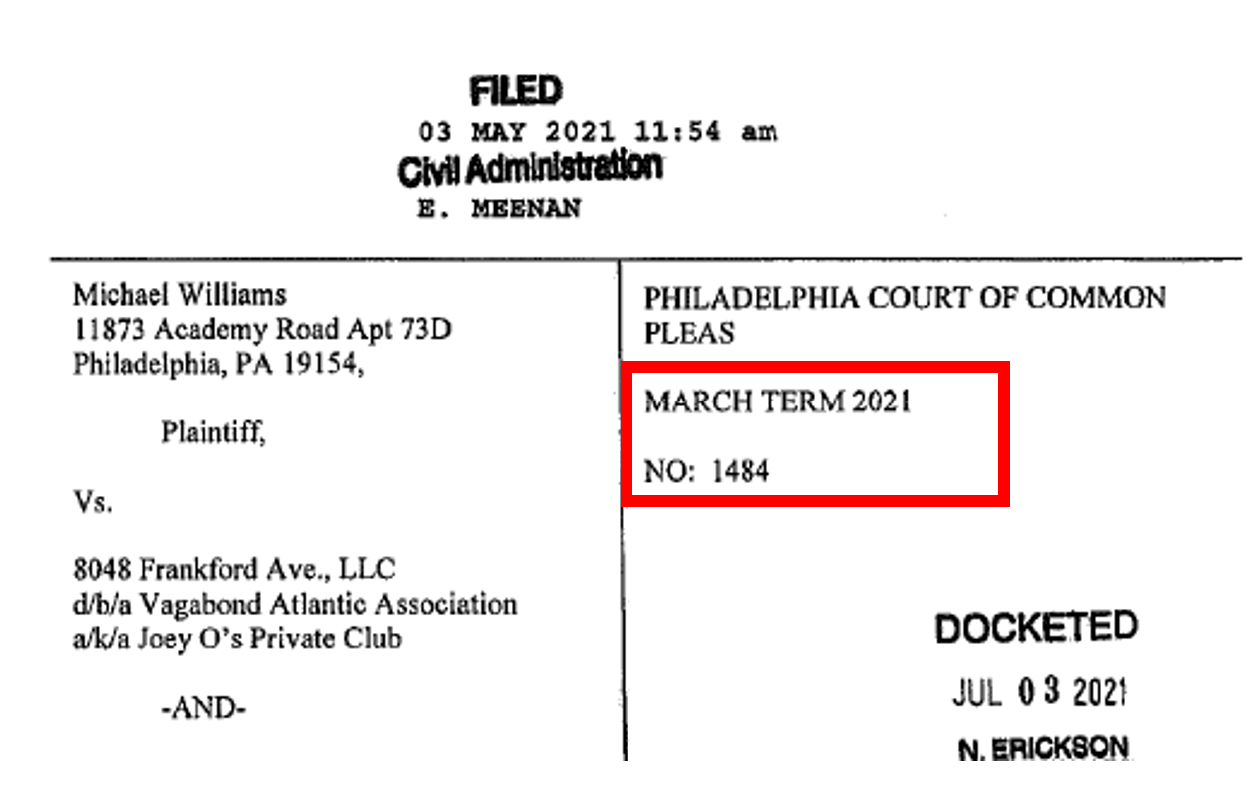 FILED
03 MAY 2021 11:54 am
Civil Administration
E. MEENAN
Michael Williams
11873 Academy Road Apt 73D
Philadelphia, PA 19154,
Plaintiff,
Vs.
8048 Frankford Ave., LLC
d/b/a Vagabond Atlantic Association
a/k/a Joey O's Private Club
-AND-
PHILADELPHIA COURT OF COMMON
PLEAS
MARCH TERM 2021
NO: 1484
DOCKETED
JUL 03 2021
N. ERICKSON